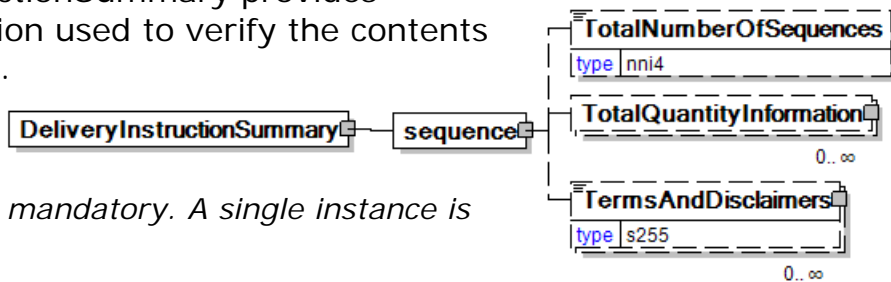 ctionSummary provides
ion used to verify the contents
.
TotalNumberOfSequences
type nni4
TotalQuantityInformation
0.. ∞
DeliveryInstructionSummary
sequence
mandatory. A single instance is
TermsAndDisclaimers
type s255
0.. ∞